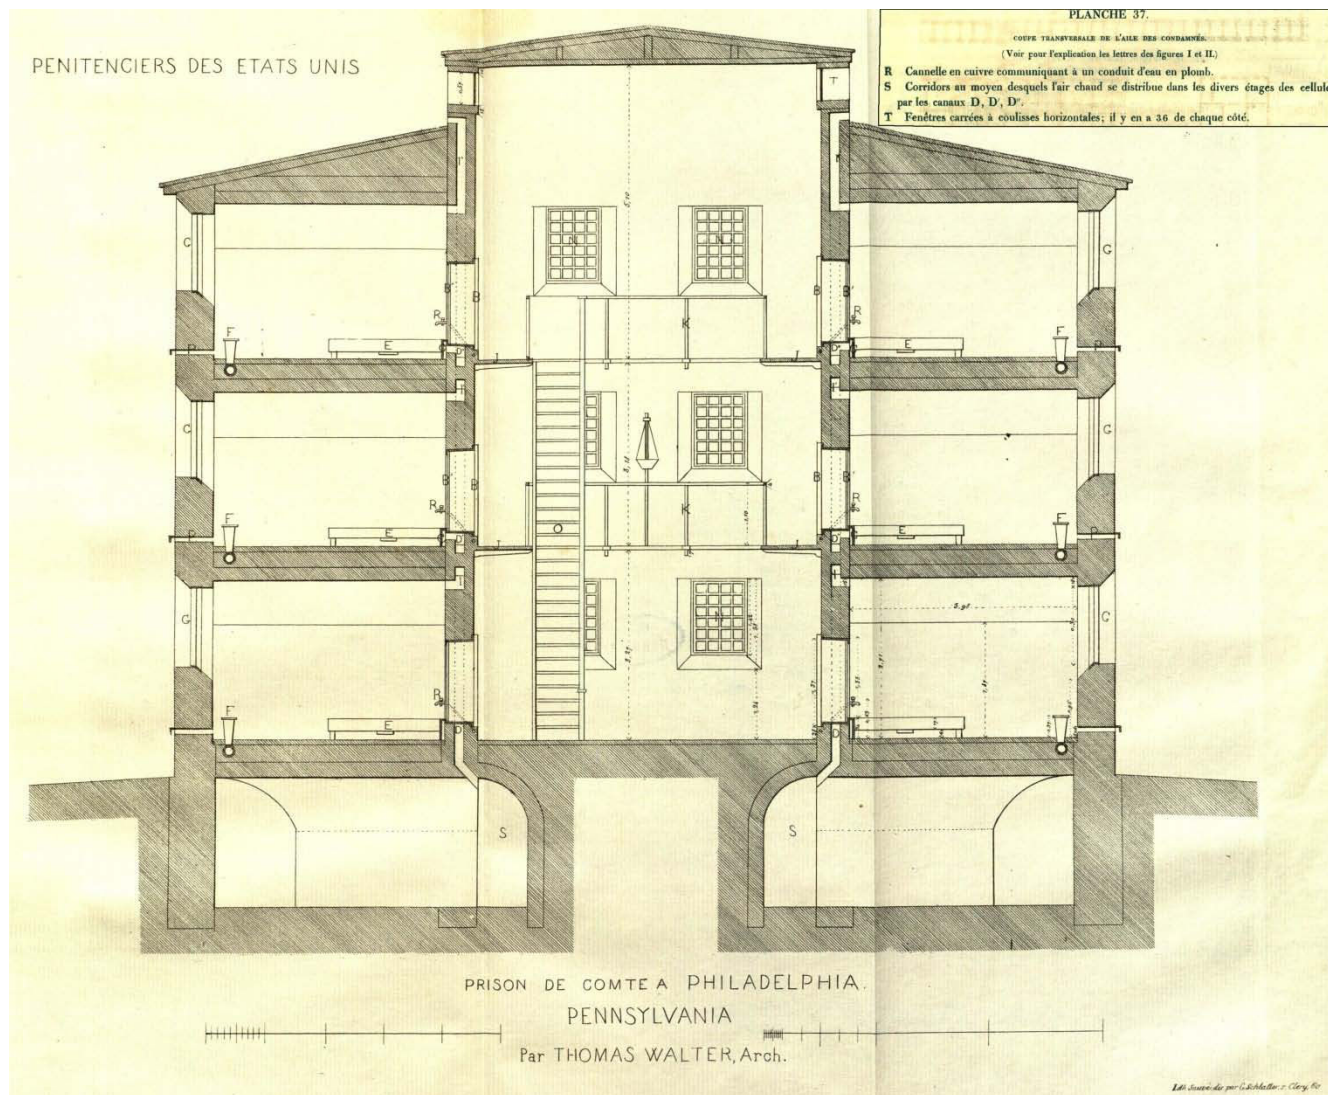 PENITENCIERS DES ETATS UNIS
PLANCHE 37.
COUPE TRANSVERSALE DE L'AILE DES CONDAMNÉS.
(Voir pour l'explication les lettres des figures I et II.)
R Cannelle en cuivre communiquant à un conduit d'eau en plomb.
S Corridors au moyen desquels l'air chaud se distribue dans les divers étages des cellule
par les canaux D, D', D".
T Fenêtres carrées à coulisses horizontales; il y en a 36 de chaque côté.
T
N N
G G
B' B B B'
R R
F E K E F
P D' J J D' P
G G
B' B B B'
R R
F E O K E F
P D' J J D' P
G N G
R
F E F
D D
S S
PRISON DE COMTE A PHILADELPHIA.
PENNSYLVANIA
Par THOMAS WALTER, Arch.